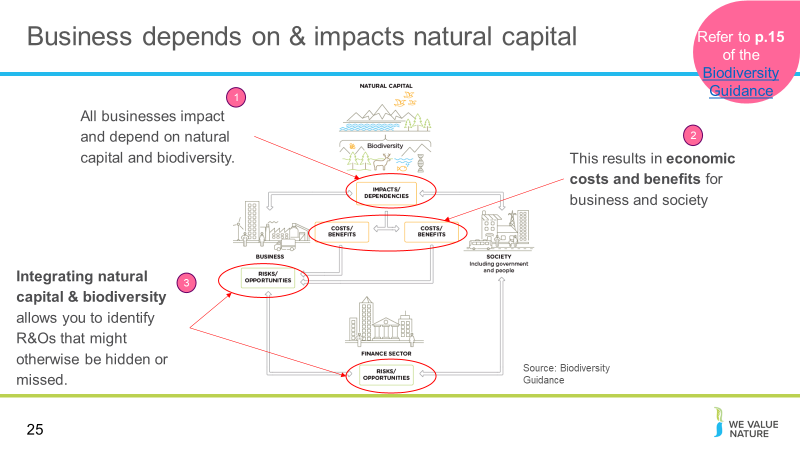 Business depends on & impacts natural capital
Refer to p.15
of the
Biodiversity
Guidance
1
All businesses impact
and depend on natural
capital and biodiversity.
NATURAL CAPITAL
Biodiversity
IMPACTS/
DEPENDENCIES
2
This results in economic
costs and benefits for
business and society
COSTS/
BENEFITS
COSTS/
BENEFITS
BUSINESS
SOCIETY
Including government
and people
3
Integrating natural
capital & biodiversity
allows you to identify
R&Os that might
otherwise be hidden or
missed.
RISKS/
OPPORTUNITIES
FINANCE SECTOR
RISKS/
OPPORTUNITIES
Source: Biodiversity
Guidance
25
WE VALUE
NATURE